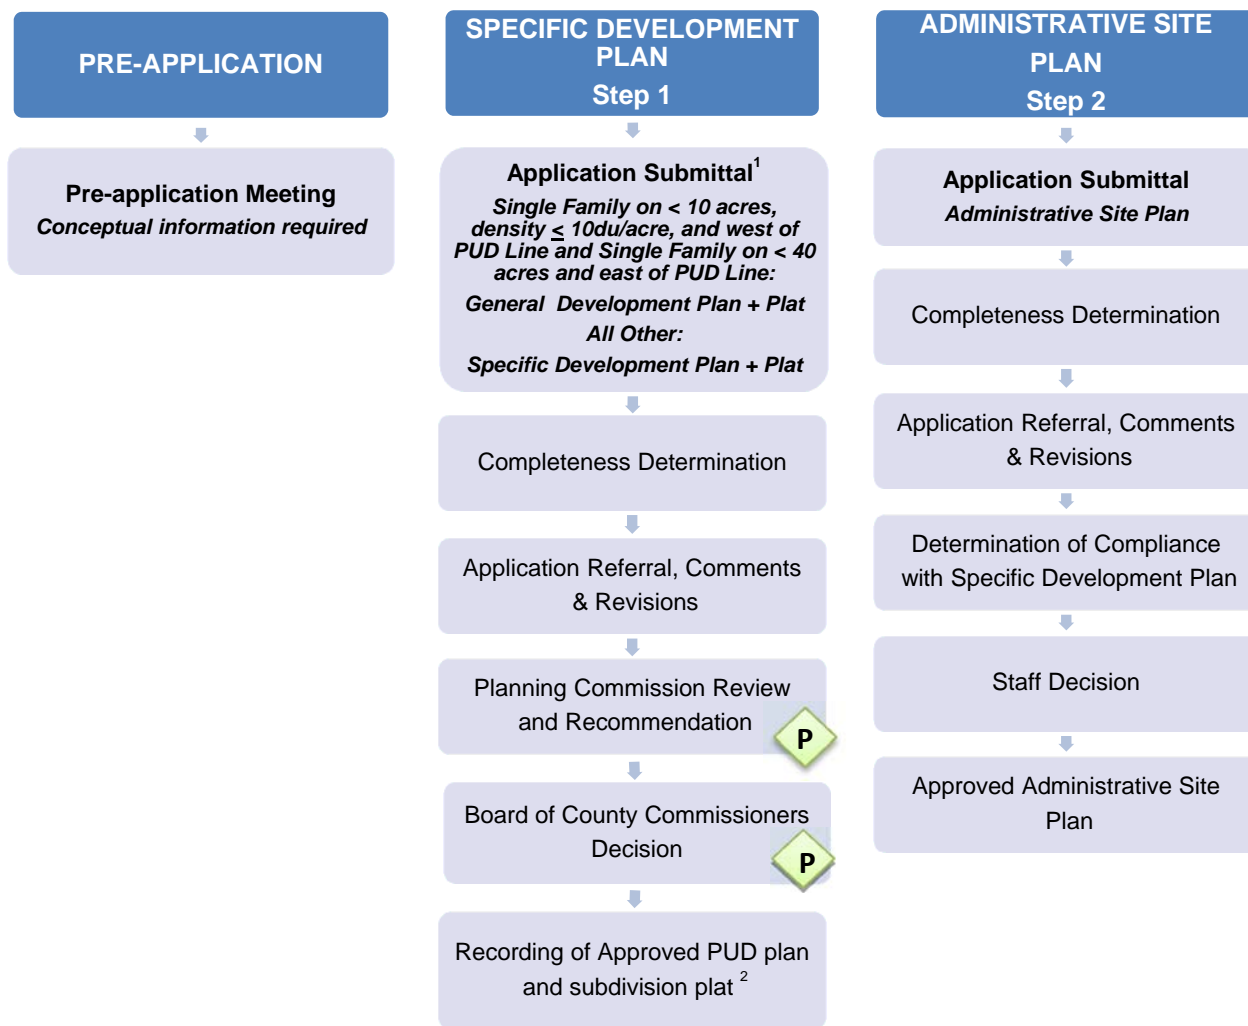 PRE-APPLICATION
Pre-application Meeting
Conceptual information required
SPECIFIC DEVELOPMENT
PLAN
Step 1
Application Submittal1
Single Family on < 10 acres,
density ≤ 10du/acre, and west of
PUD Line and Single Family on < 40
acres and east of PUD Line:
General Development Plan + Plat
All Other:
Specific Development Plan + Plat
Completeness Determination
Application Referral, Comments
& Revisions
Planning Commission Review
and Recommendation
P
Board of County Commissioners
Decision
P
Recording of Approved PUD plan
and subdivision plat 2
ADMINISTRATIVE SITE
PLAN
Step 2
Application Submittal
Administrative Site Plan
Completeness Determination
Application Referral, Comments
& Revisions
Determination of Compliance
with Specific Development Plan
Staff Decision
Approved Administrative Site
Plan